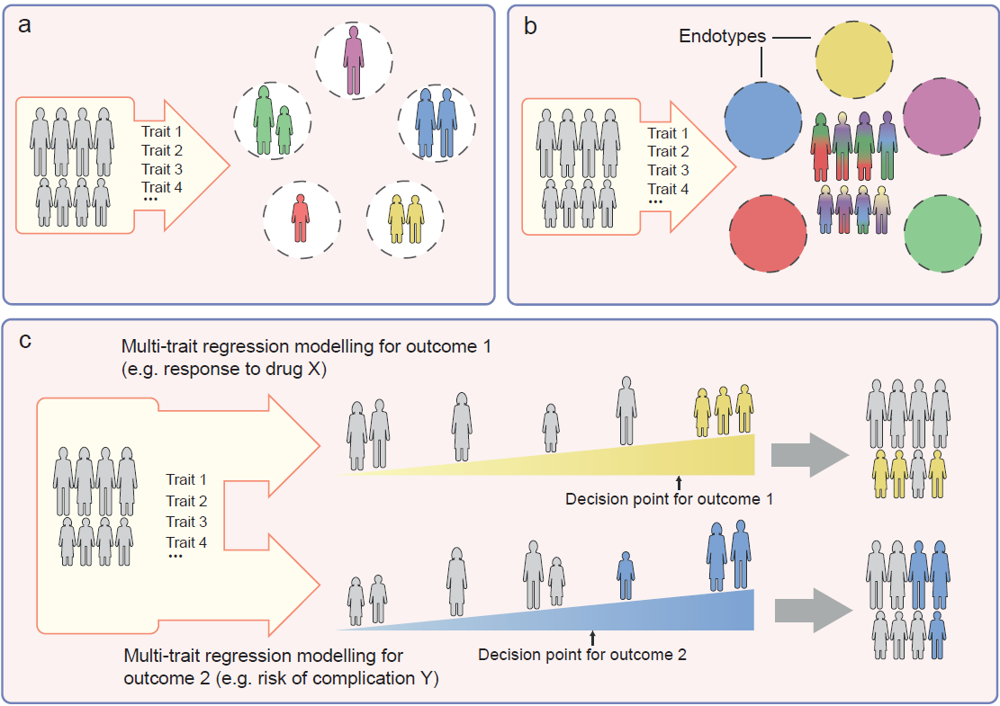 a
Trait 1
Trait 2
Trait 3
Trait 4
•••
b
Endotypes
Trait 1
Trait 2
Trait 3
Trait 4
•••
c
Multi-trait regression modelling for outcome 1
(e.g. response to drug X)
Trait 1
Trait 2
Trait 3
Trait 4
•••
Decision point for outcome 1
Decision point for outcome 2
Multi-trait regression modelling for
outcome 2 (e.g. risk of complication Y)